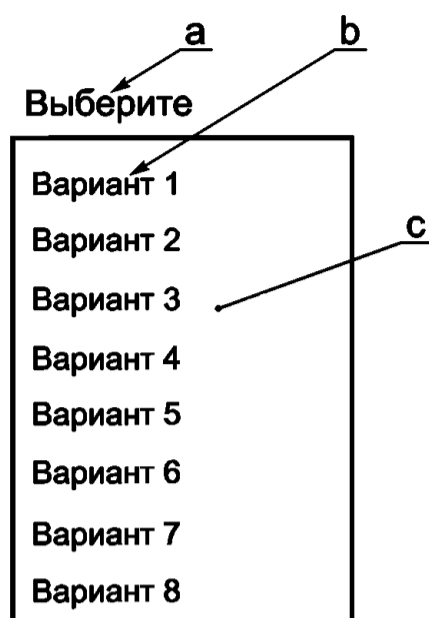 a
b
Выберите
Вариант 1
Вариант 2
c
Вариант 3
Вариант 4
Вариант 5
Вариант 6
Вариант 7
Вариант 8